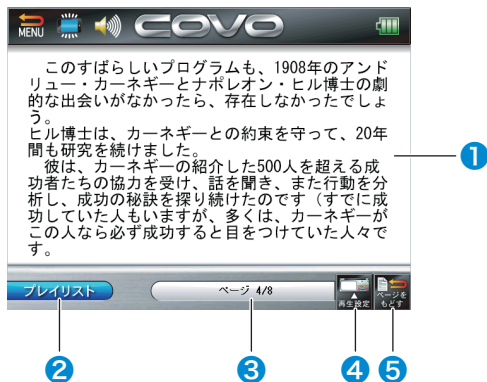 MENU
COVO
このすばらしいプログラムも、1908年のアンド
リュー・カーネギーとナポレオン・ヒル博士の劇
的な出会いがなかったら、存在しなかったでしょ
う。
ヒル博士は、カーネギーとの約束を守って、20年
間も研究を続けました。
彼は、カーネギーの紹介した500人を超える成
功者たちの協力を受け、話を聞き、また行動を分
析し、成功の秘訣を探り続けたのです（すでに成
功していた人もいますが、多くは、カーネギーが
この人なら必ず成功すると目をつけていた人々で
す。
1
プレイリスト
ページ 4/8
再生設定
ページを
もどす
2
3
4
5